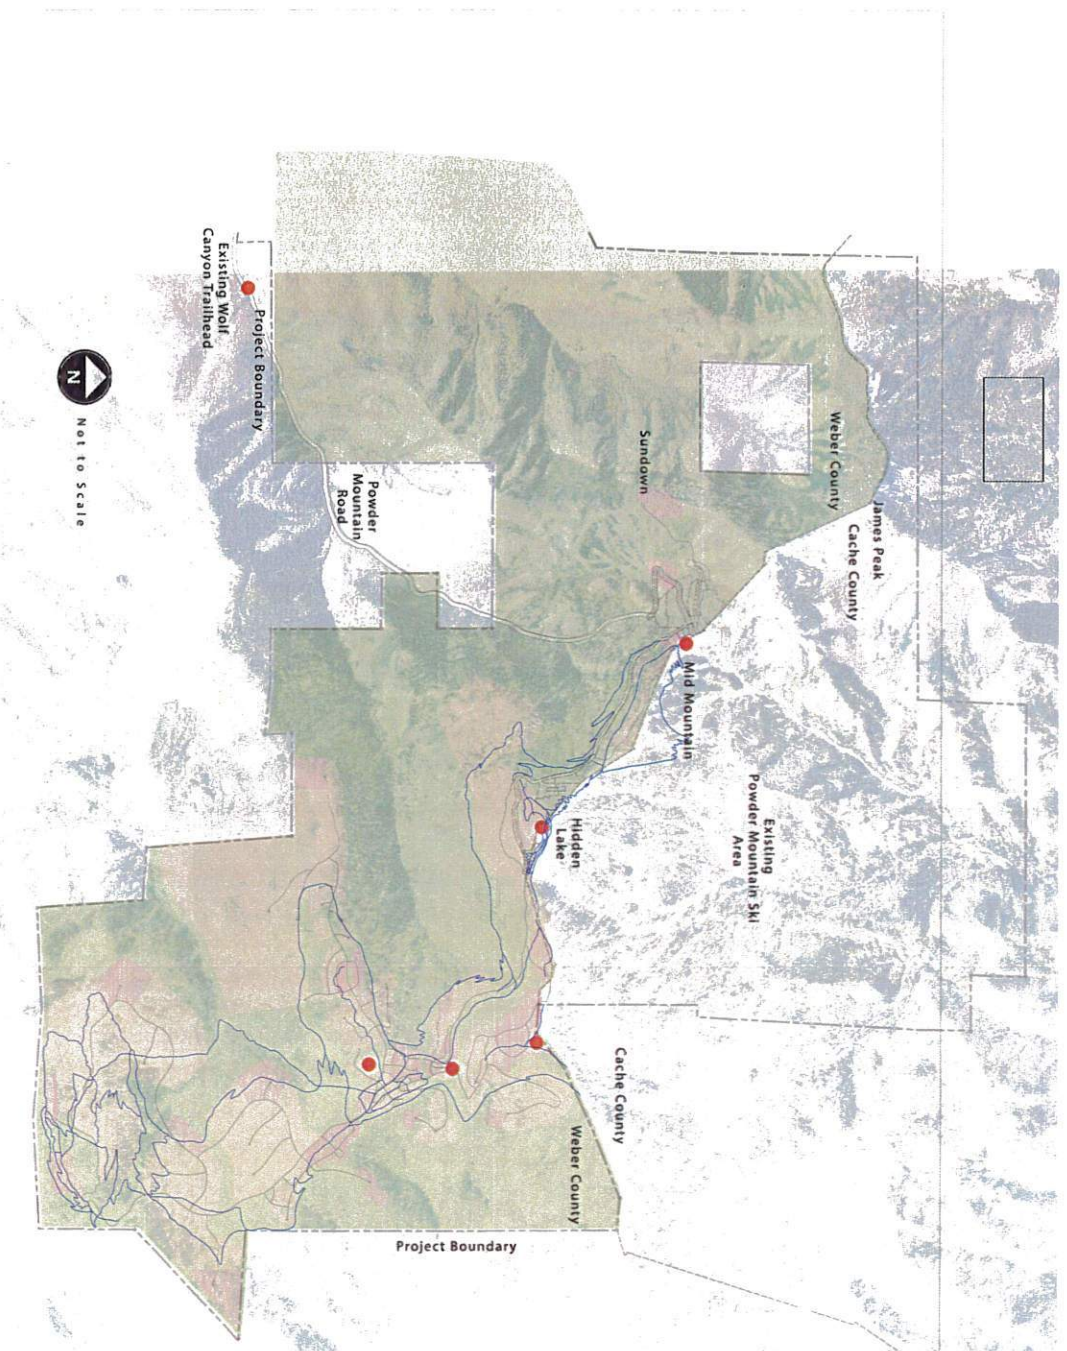 James Peak
Cache County
Weber County
Sundown
Mid Mountain
Existing
Powder Mountain Ski
Area
Hidden
Lake
Powder
Mountain
Road
Project Boundary
Existing Wolf
Canyon Trailhead
N
Not to Scale
Cache County
Weber County
Project Boundary